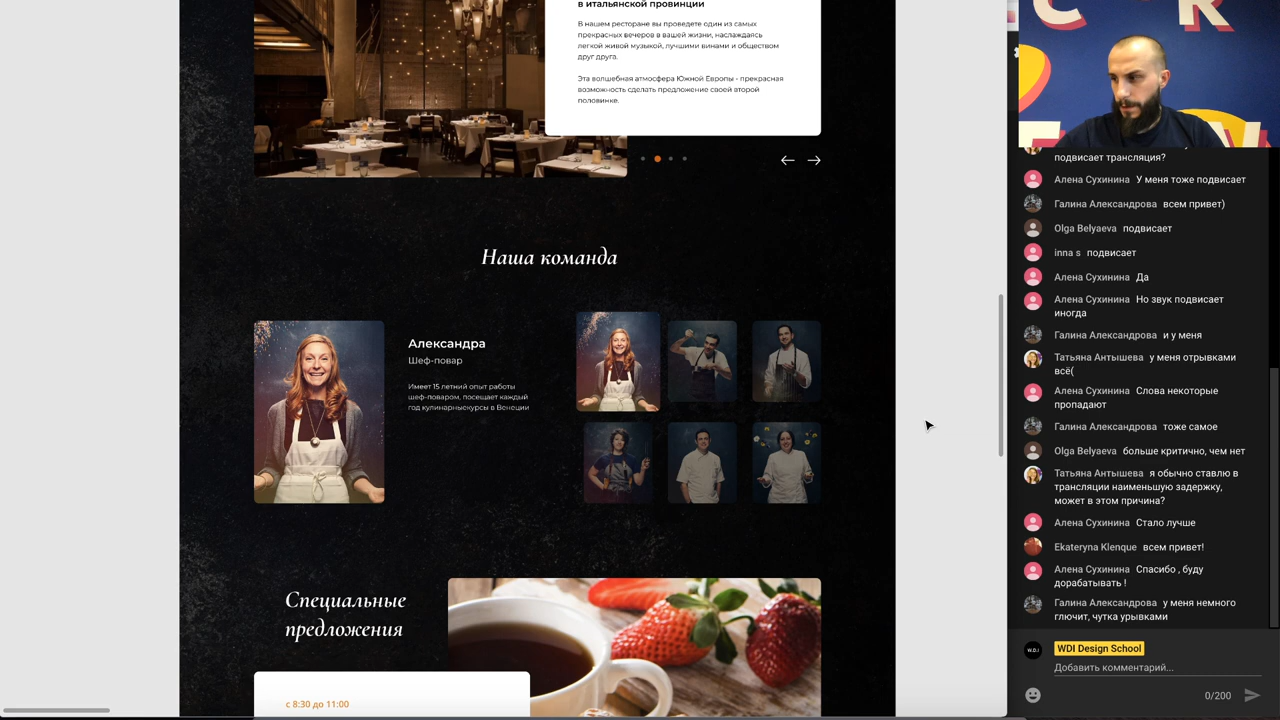 в итальянской провинции
В нашем ресторане вы проведете один из самых
прекрасных вечеров в вашей жизни, наслаждаясь
легкой живой музыкой, лучшими винами и обществом
друг друга.
Эта волшебная атмосфера Южной Европы - прекрасная
возможность сделать предложение своей второй
половинке.
Наша команда
Александра
Шеф-повар
Имеет 15 летний опыт работы
шеф-поваром, посещает каждый
год кулинарныекурсы в Венеции
Специальные
предложения
с 8:30 до 11:00
подвисает трансляция?
Алена Сухинина У меня тоже подвисает
Галина Александрова всем привет)
Olga Belyaeva подвисает
inna s подвисает
Алена Сухинина Да
Алена Сухинина Но звук подвисает
иногда
Галина Александрова и у меня
Татьяна Антышева у меня отрывками
всё(
Алена Сухинина Слова некоторые
пропадают
Галина Александрова тоже самое
Olga Belyaeva больше критично, чем нет
Татьяна Антышева я обычно ставлю в
трансляции наименьшую задержку,
может в этом причина?
Алена Сухинина Стало лучше
Ekateryna Klenque всем привет!
Алена Сухинина Спасибо , буду
дорабатывать !
Галина Александрова у меня немного
глючит, чутка урывками
W.D.I
WDI Design School
Добавить комментарий...
0/200